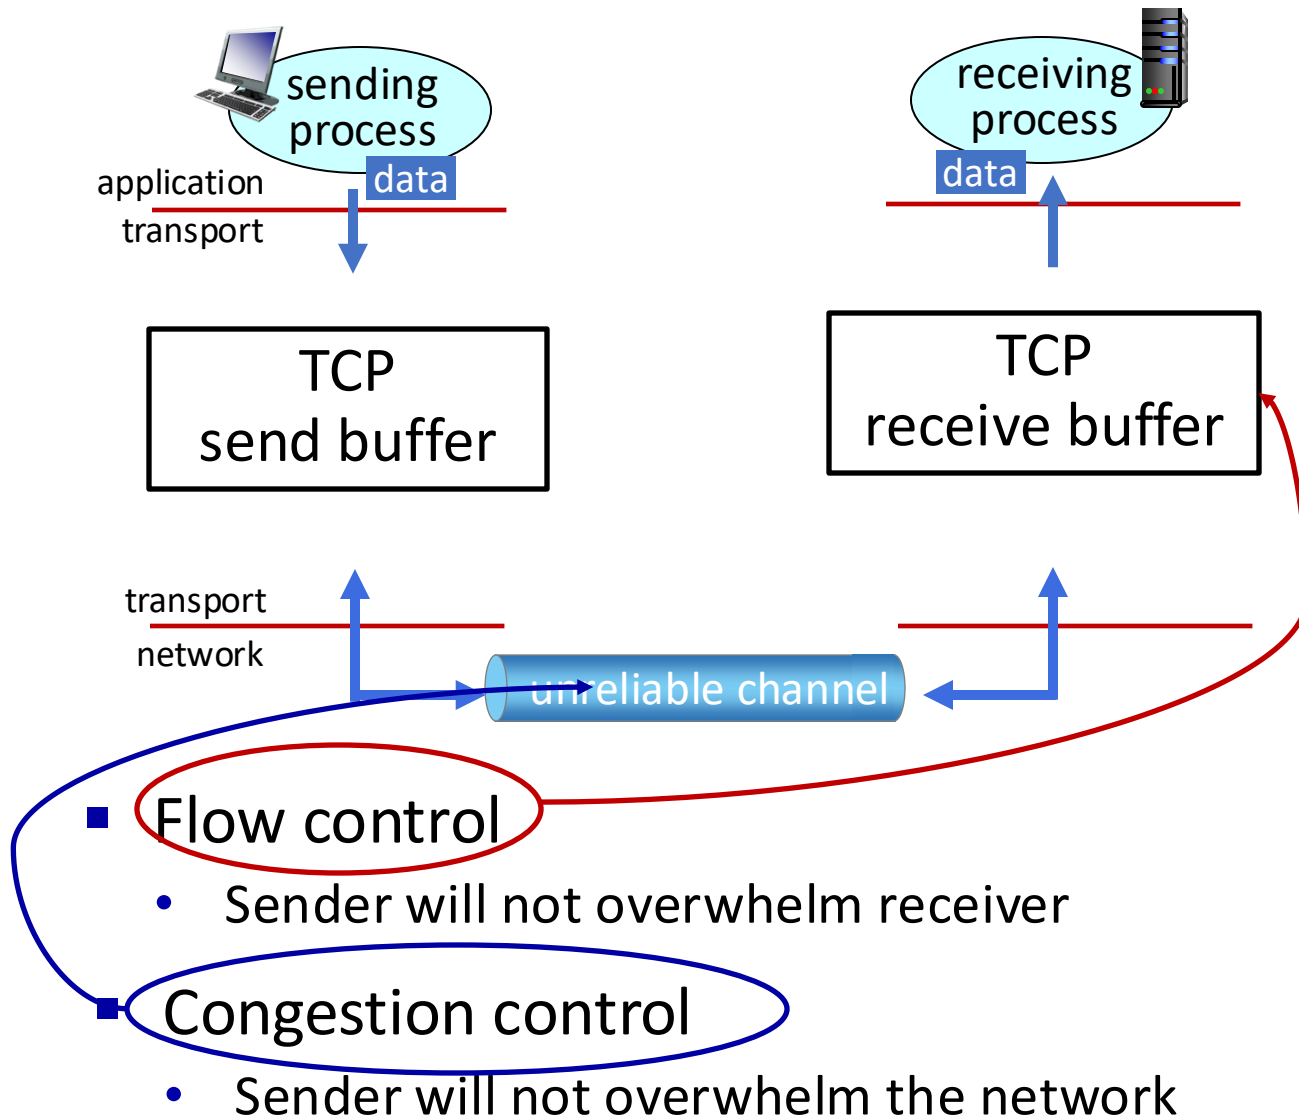 sending
process
data
application
transport
receiving
process
data
TCP
send buffer
TCP
receive buffer
transport
network
unreliable channel
Flow control
Sender will not overwhelm receiver
Congestion control
Sender will not overwhelm the network